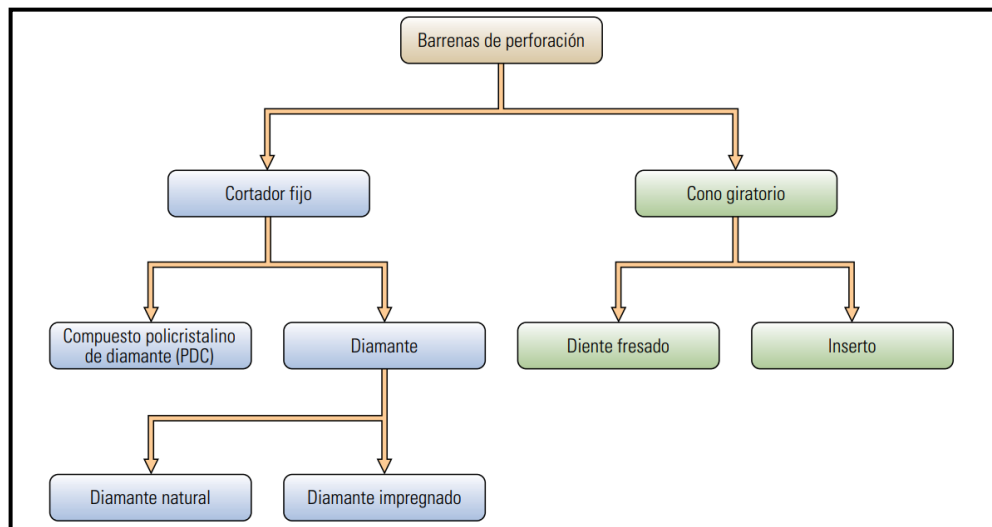 Barrenas de perforación
Cortador fijo
Cono giratorio
Compuesto policristalino
de diamante (PDC)
Diamante
Diente fresado
Inserto
Diamante natural
Diamante impregnado